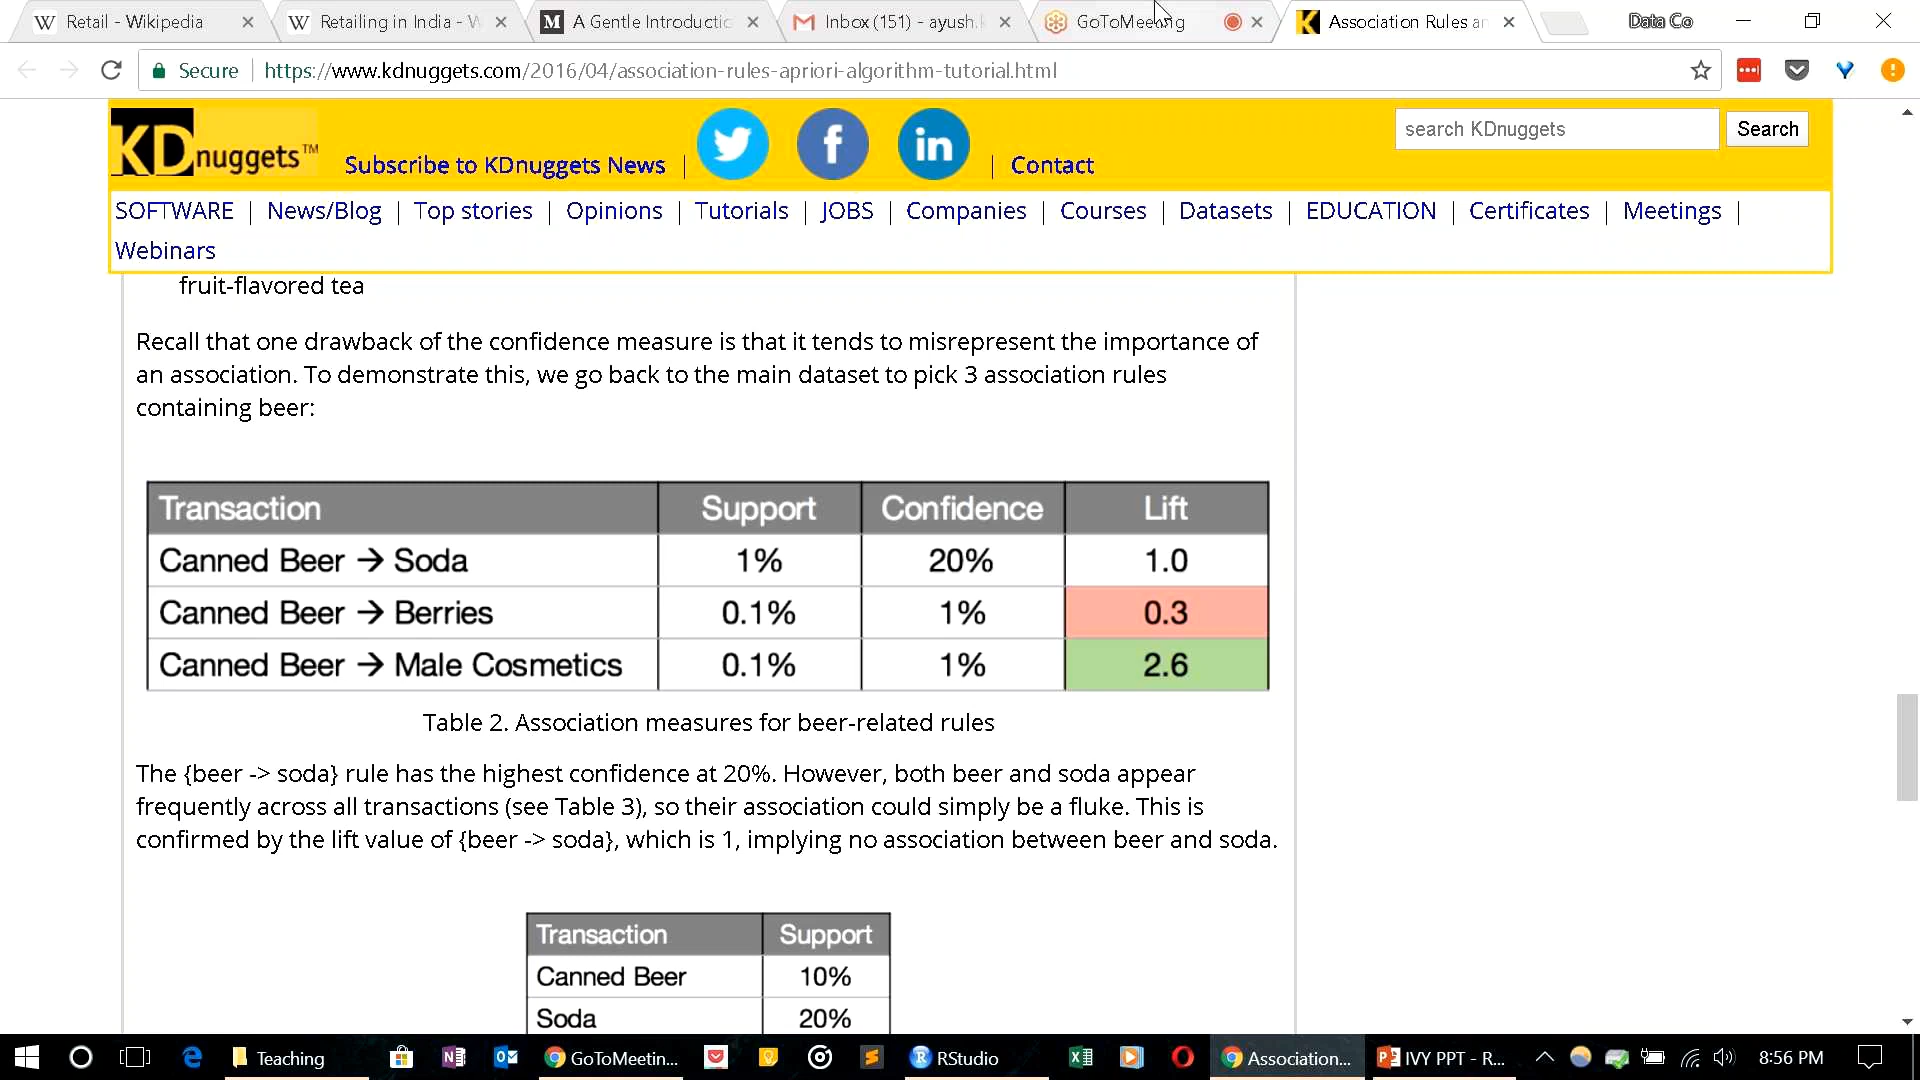 Retail - Wikipedia
Retailing in India - W
A Gentle Introductio
Inbox (151) - ayush.k
GoToMeeting
Association Rules an
Data Co
Secure
https://www.kdnuggets.com/2016/04/association-rules-apriori-algorithm-tutorial.html
KDnuggets™
Subscribe to KDnuggets News | | Contact
search KDnuggets
Search
SOFTWARE | News/Blog | Top stories | Opinions | Tutorials | JOBS | Companies | Courses | Datasets | EDUCATION | Certificates | Meetings |
Webinars
fruit-flavored tea
Recall that one drawback of the confidence measure is that it tends to misrepresent the importance of
an association. To demonstrate this, we go back to the main dataset to pick 3 association rules
containing beer:
Transaction Support Confidence Lift
Canned Beer → Soda 1% 20% 1.0
Canned Beer → Berries 0.1% 1% 0.3
Canned Beer → Male Cosmetics 0.1% 1% 2.6
Table 2. Association measures for beer-related rules
The {beer -> soda} rule has the highest confidence at 20%. However, both beer and soda appear
frequently across all transactions (see Table 3), so their association could simply be a fluke. This is
confirmed by the lift value of {beer -> soda}, which is 1, implying no association between beer and soda.
Transaction Support
Canned Beer 10%
Soda 20%
Teaching
GoToMeetin...
RStudio
Association...
IVY PPT - R...
8:56 PM